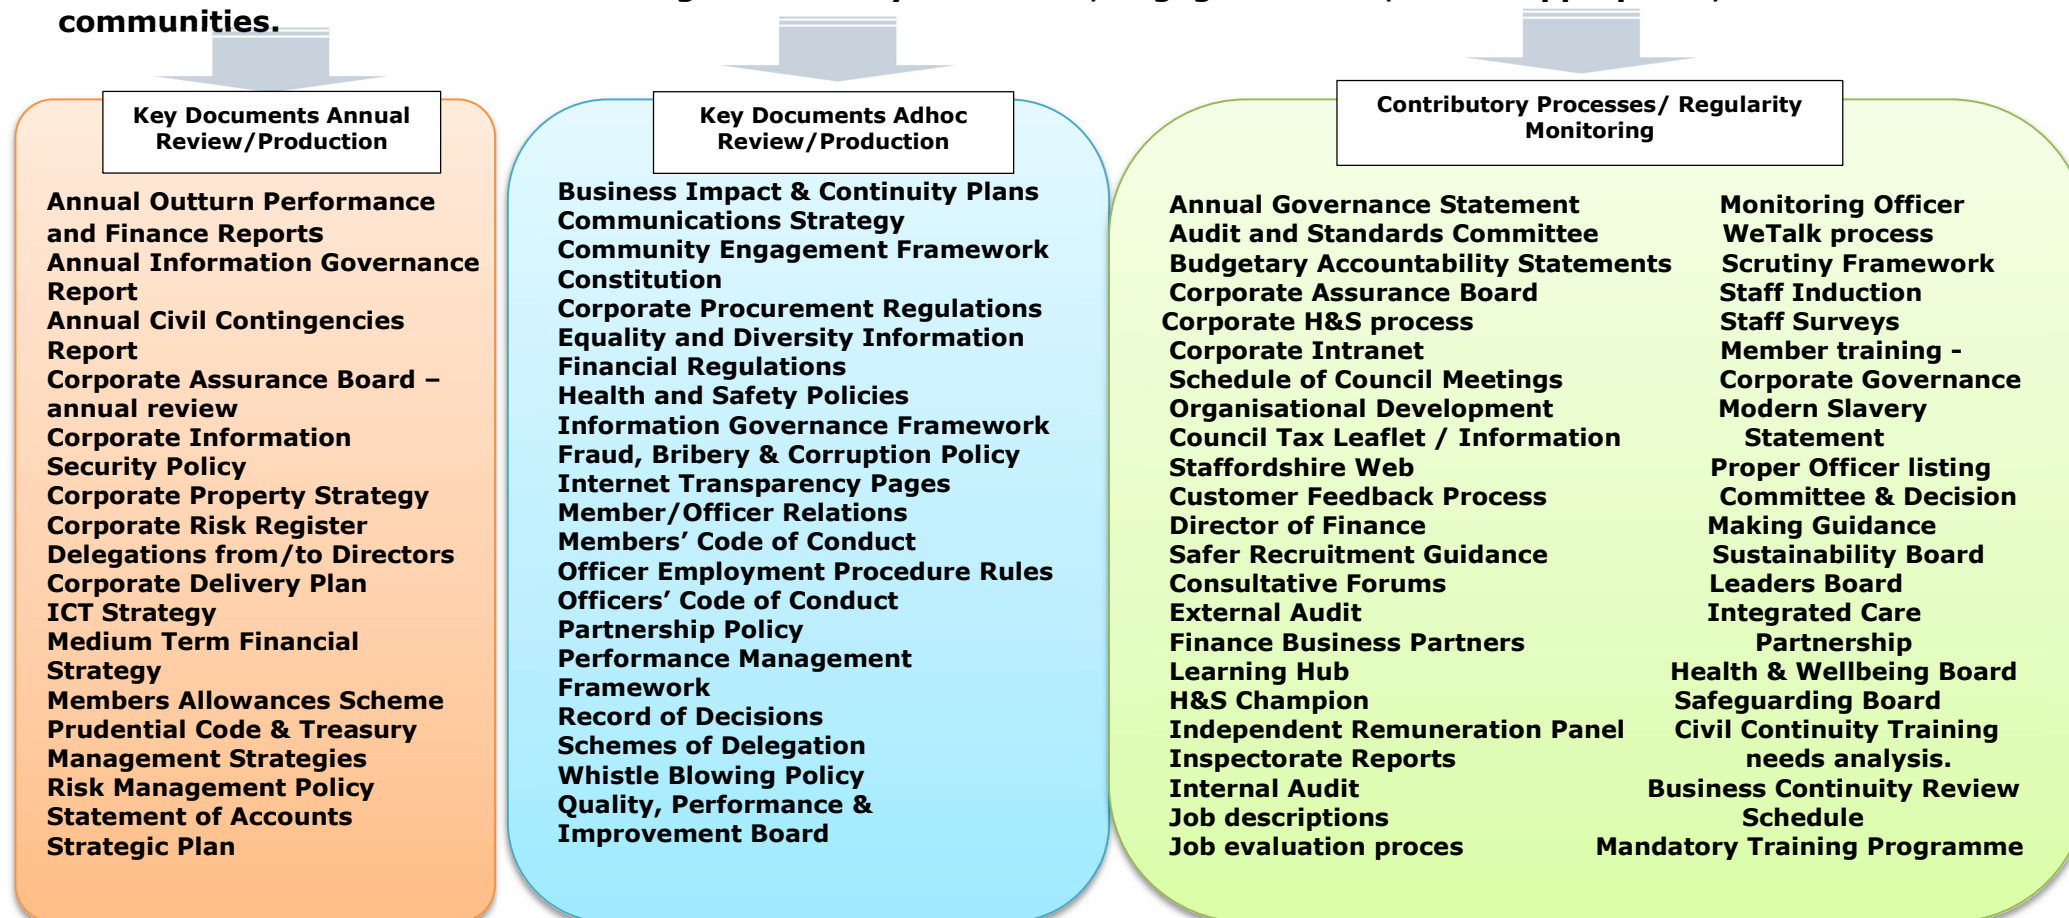 communities.
Key Documents Annual
Review/Production
Annual Outturn Performance
and Finance Reports
Annual Information Governance
Report
Annual Civil Contingencies
Report
Corporate Assurance Board –
annual review
Corporate Information
Security Policy
Corporate Property Strategy
Corporate Risk Register
Delegations from/to Directors
Corporate Delivery Plan
ICT Strategy
Medium Term Financial
Strategy
Members Allowances Scheme
Prudential Code & Treasury
Management Strategies
Risk Management Policy
Statement of Accounts
Strategic Plan
Key Documents Adhoc
Review/Production
Business Impact & Continuity Plans
Communications Strategy
Community Engagement Framework
Constitution
Corporate Procurement Regulations
Equality and Diversity Information
Financial Regulations
Health and Safety Policies
Information Governance Framework
Fraud, Bribery & Corruption Policy
Internet Transparency Pages
Member/Officer Relations
Members’ Code of Conduct
Officer Employment Procedure Rules
Officers’ Code of Conduct
Partnership Policy
Performance Management
Framework
Record of Decisions
Schemes of Delegation
Whistle Blowing Policy
Quality, Performance &
Improvement Board
Contributory Processes/ Regularity
Monitoring
Annual Governance Statement
Audit and Standards Committee
Budgetary Accountability Statements
Corporate Assurance Board
Corporate H&S process
Corporate Intranet
Schedule of Council Meetings
Organisational Development
Council Tax Leaflet / Information
Staffordshire Web
Customer Feedback Process
Director of Finance
Safer Recruitment Guidance
Consultative Forums
External Audit
Finance Business Partners
Learning Hub
H&S Champion
Independent Remuneration Panel
Inspectorate Reports
Internal Audit
Job descriptions
Job evaluation proces
Monitoring Officer
WeTalk process
Scrutiny Framework
Staff Induction
Staff Surveys
Member training -
Corporate Governance
Modern Slavery
Statement
Proper Officer listing
Committee & Decision
Making Guidance
Sustainability Board
Leaders Board
Integrated Care
Partnership
Health & Wellbeing Board
Safeguarding Board
Civil Continuity Training
needs analysis.
Business Continuity Review
Schedule
Mandatory Training Programme